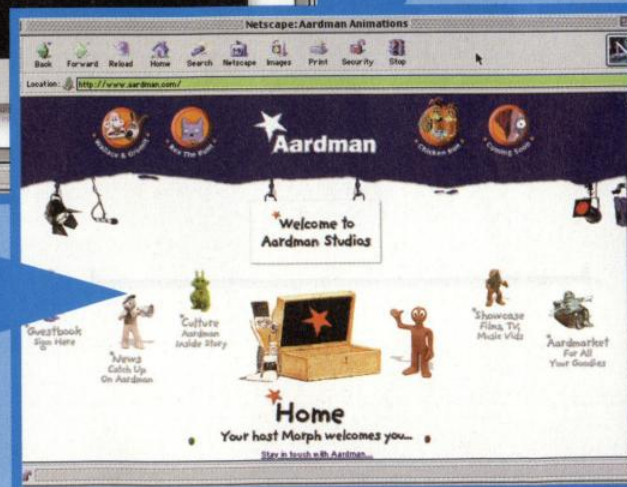 Netscape: Aardman Animations
Back Forward Reload Home Search Netscape Images Print Security Stop
Location: http://www.aardman.com/
Wallace & Gromit
Rex The Runt
Aardman
Chicken Run
Coming Soon
Welcome to
Aardman Studios
Guestbook
Sign Here
News
Catch Up
On Aardman
Culture
Aardman
Inside Story
Showcase
Films, TV,
Music Vids
Aardmarket
For All
Your Goodies
Home
Your host Morph welcomes you...
Stay in touch with Aardman...